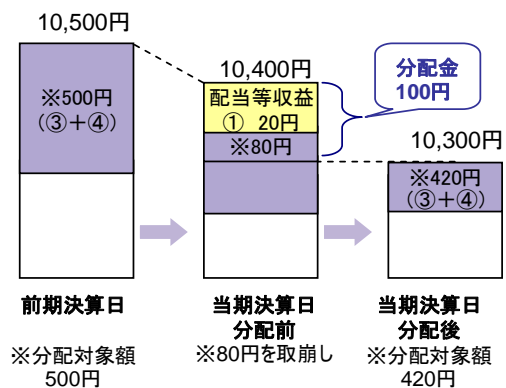 10,500円
※500円
(③+④)
10,400円
配当等収益
① 20円
※80円
分配金
100円
10,300円
※420円
(③+④)
前期決算日
※分配対象額
500円
当期決算日
分配前
※80円を取崩し
当期決算日
分配後
※分配対象額
420円